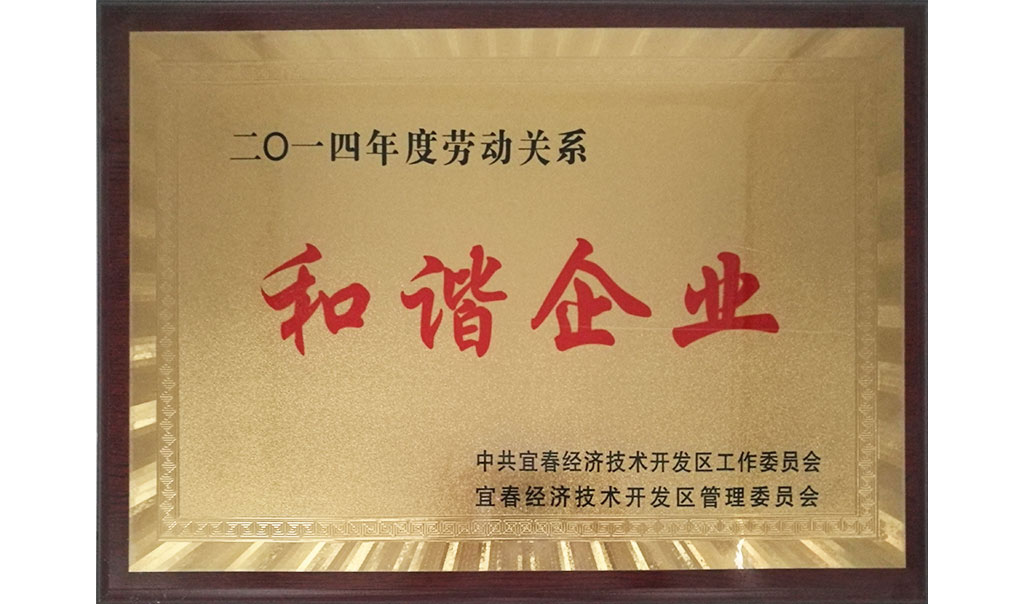 二〇一四年度劳动关系
和谐企业
中共宜春经济技术开发区工作委员会
宜春经济技术开发区管理委员会